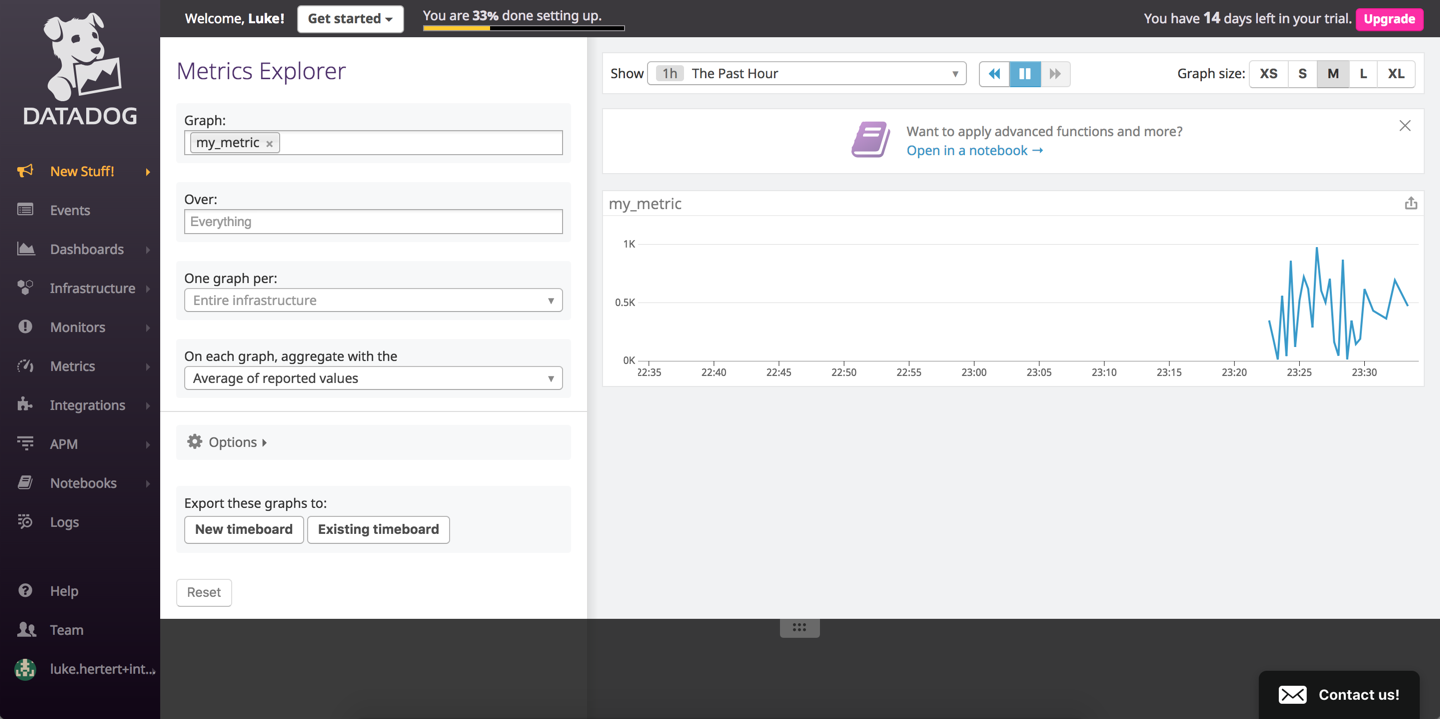 DATADOG
New Stuff!
Events
Dashboards
Infrastructure
Monitors
Metrics
Integrations
APM
Notebooks
Logs
Help
Team
luke.hertert+int...
Welcome, Luke!
Get started
You are 33% done setting up.
You have 14 days left in your trial.
Upgrade
Metrics Explorer
Graph:
my_metric ×
Over:
Everything
One graph per:
Entire infrastructure
On each graph, aggregate with the
Average of reported values
Options
Export these graphs to:
New timeboard
Existing timeboard
Reset
Show 1h The Past Hour
Graph size: XS S M L XL
Want to apply advanced functions and more?
Open in a notebook →
my_metric
1K
0.5K
0K
22:35 22:40 22:45 22:50 22:55 23:00 23:05 23:10 23:15 23:20 23:25 23:30
Contact us!